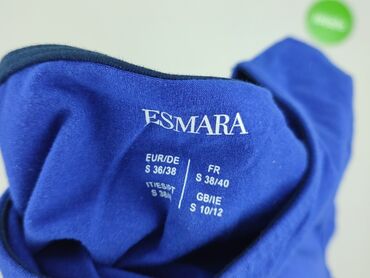 ESMARA
EUR/DE
S 36/38
FR
S 38/40
IT/ES/PT
GB/IE
S 10/12